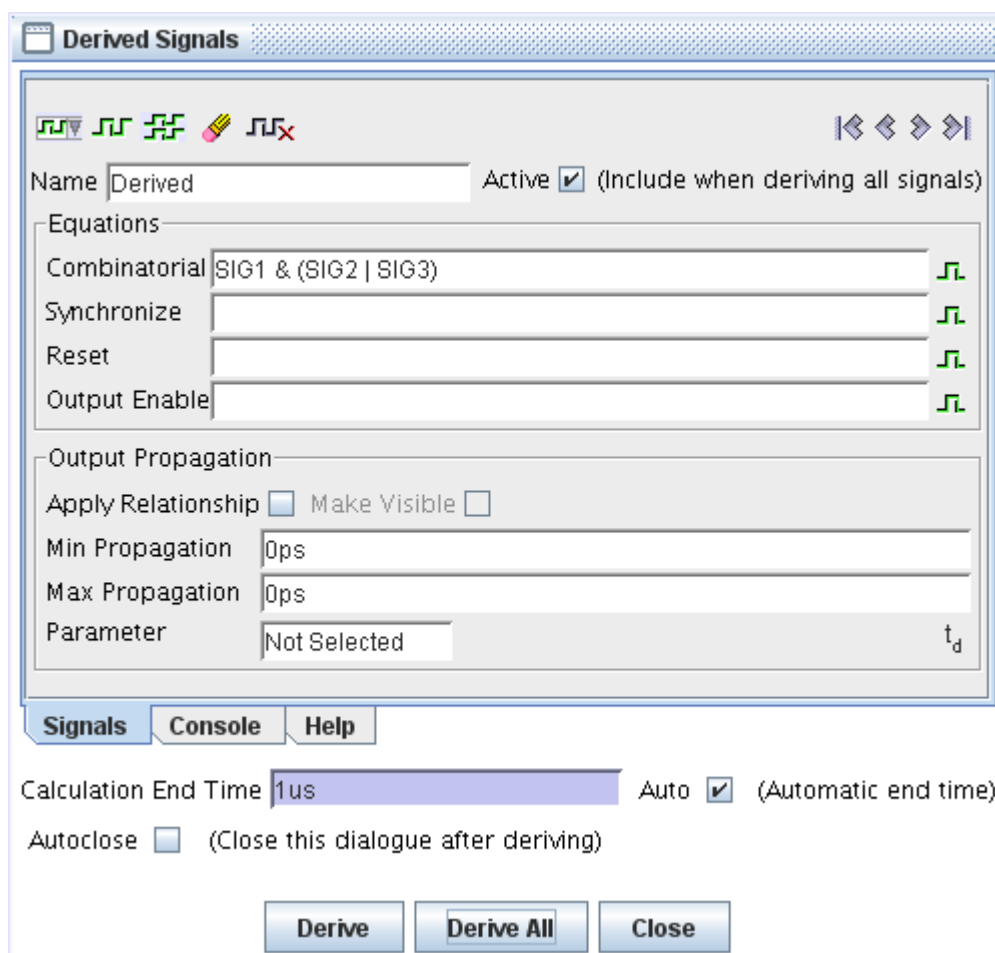 Derived Signals
Name Derived Active (Include when deriving all signals)
Equations
Combinatorial SIG1 & (SIG2 | SIG3)
Synchronize
Reset
Output Enable
Output Propagation
Apply Relationship Make Visible
Min Propagation 0ps
Max Propagation 0ps
Parameter Not Selected td
Signals Console Help
Calculation End Time 1us Auto (Automatic end time)
Autoclose (Close this dialogue after deriving)
Derive Derive All Close